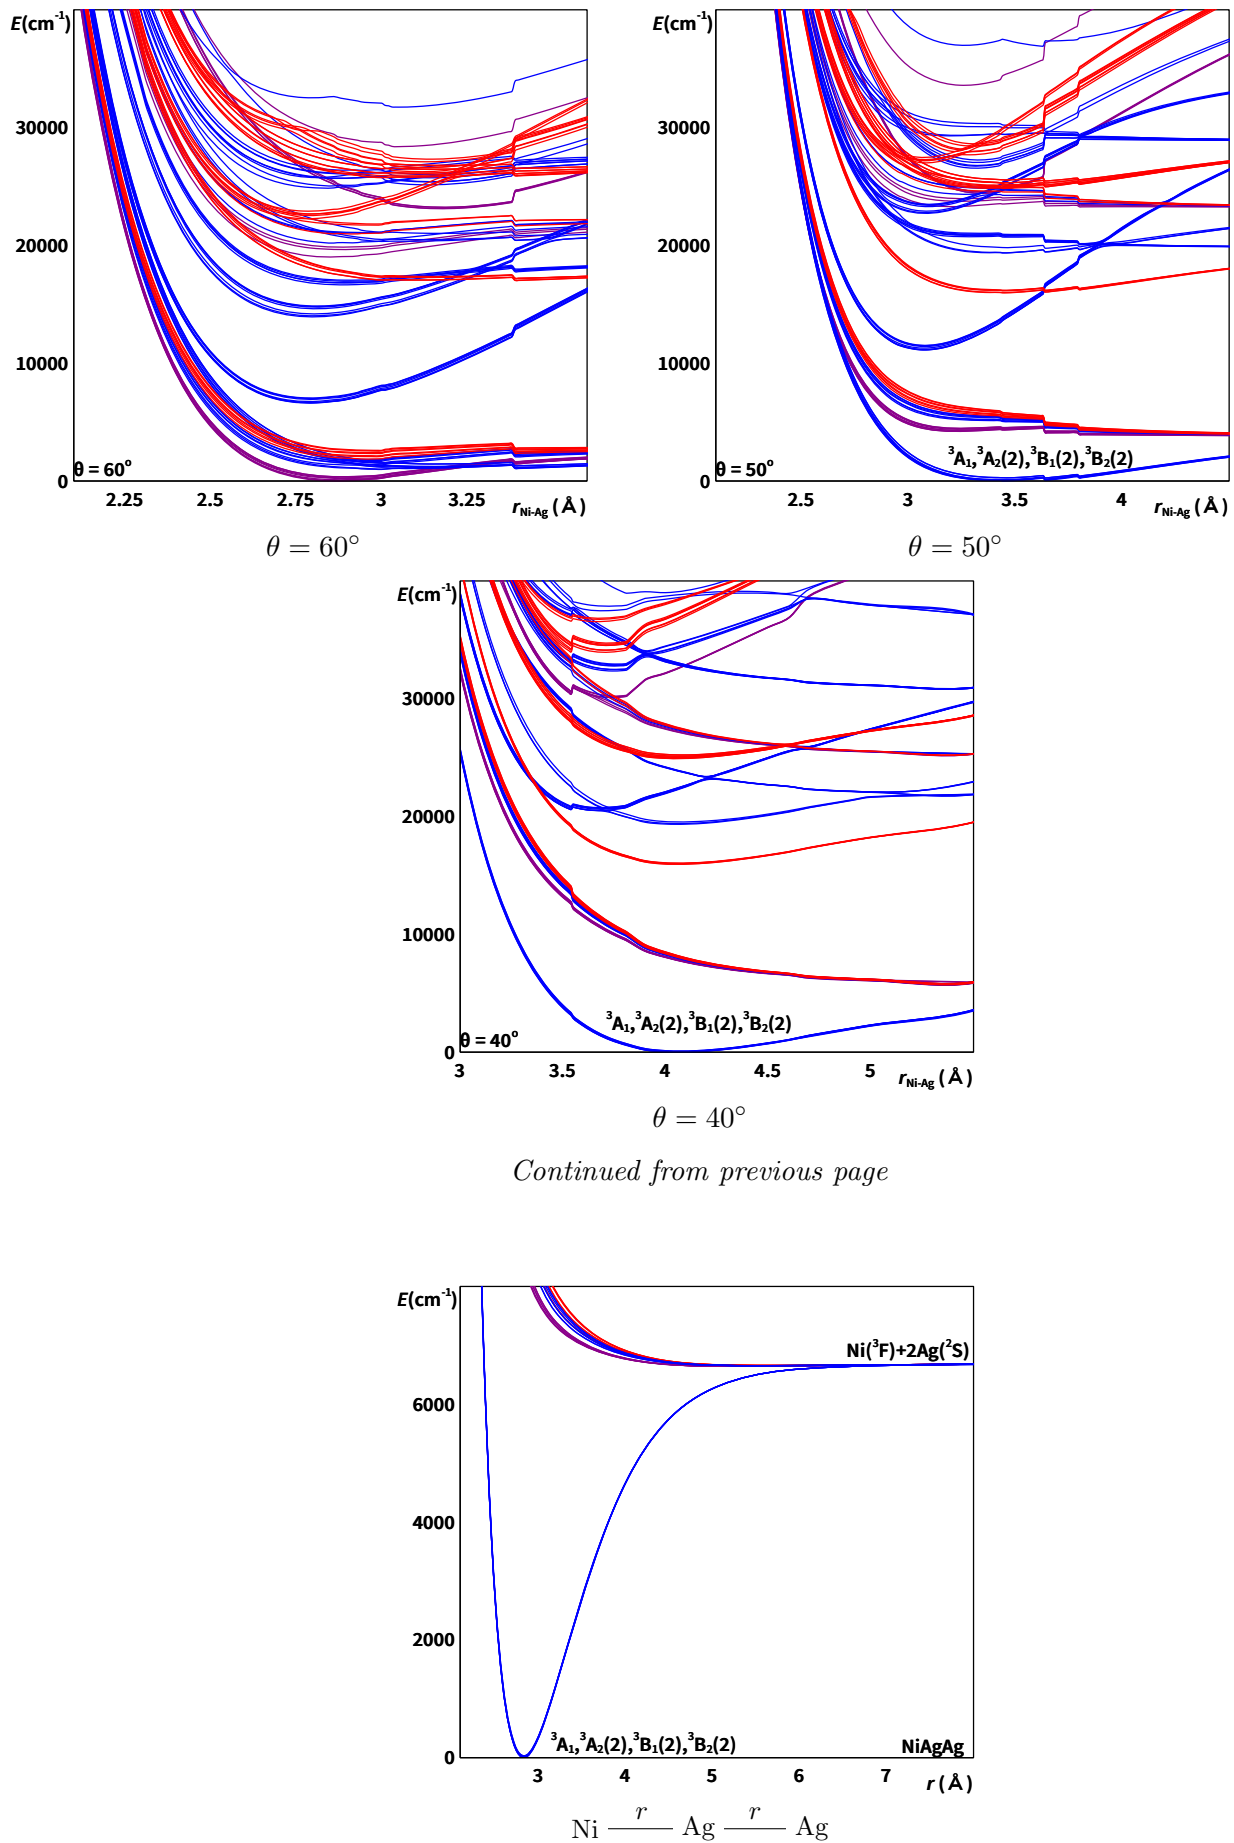 E(cm⁻¹)
30000
20000
10000
0
θ = 60°
2.25 2.5 2.75 3 3.25 r Ni-Ag (Å)
θ = 60°
E(cm⁻¹)
30000
20000
10000
0
³A₁,³A₂(2),³B₁(2),³B₂(2)
θ = 50°
2.5 3 3.5 4 r Ni-Ag (Å)
θ = 50°
E(cm⁻¹)
30000
20000
10000
0
³A₁,³A₂(2),³B₁(2),³B₂(2)
θ = 40°
3 3.5 4 4.5 5 r Ni-Ag (Å)
θ = 40°
Continued from previous page
E(cm⁻¹)
Ni(³F)+2Ag(²S)
6000
4000
2000
0
³A₁,³A₂(2),³B₁(2),³B₂(2) NiAgAg
3 4 5 6 7 r (Å)
Ni r Ag r Ag